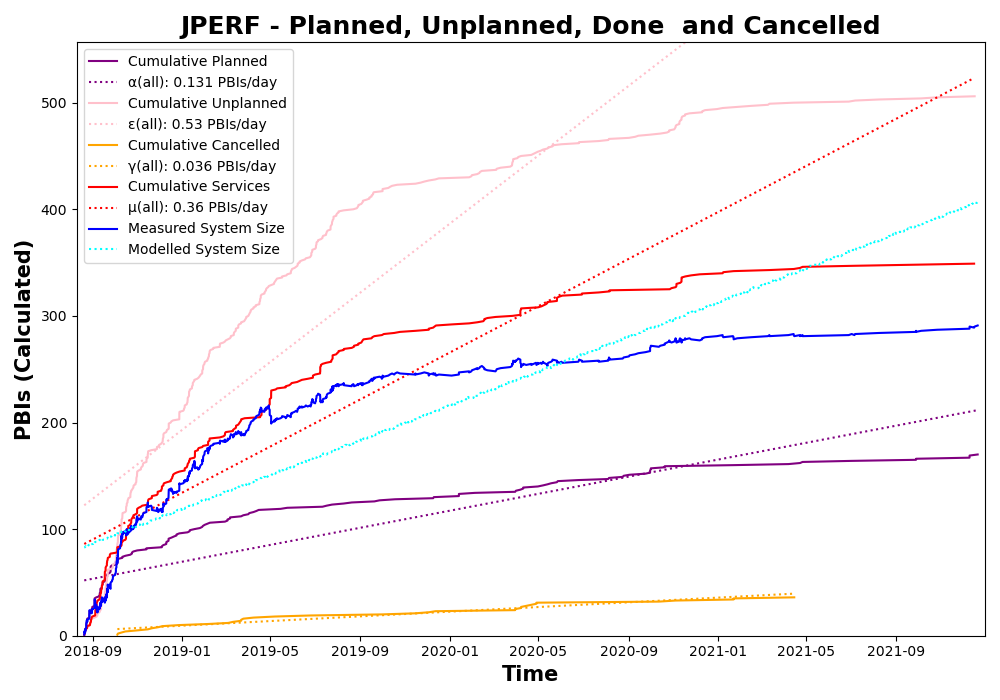 JPERF - Planned, Unplanned, Done  and Cancelled
Cumulative Planned
α(all): 0.131 PBIs/day
Cumulative Unplanned
ε(all): 0.53 PBIs/day
Cumulative Cancelled
γ(all): 0.036 PBIs/day
Cumulative Services
μ(all): 0.36 PBIs/day
Measured System Size
Modelled System Size
PBIs (Calculated)
500
400
300
200
100
0
2018-09 2019-01 2019-05 2019-09 2020-01 2020-05 2020-09 2021-01 2021-05 2021-09
Time